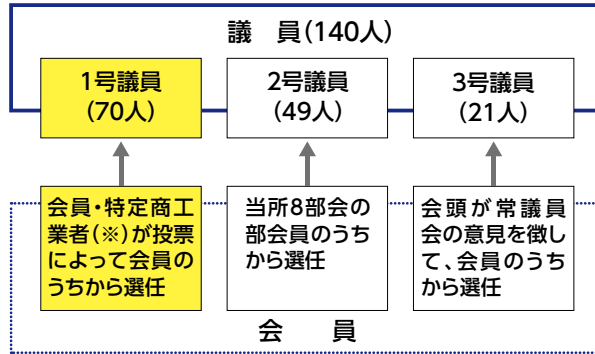 議　員(140人)
1号議員
(70人)
2号議員
(49人)
3号議員
(21人)
会員・特定商工
業者(※)が投票
によって会員の
うちから選任
当所8部会の
部会員のうち
から選任
会頭が常議員
会の意見を徴し
て、会員のうち
から選任
会　員